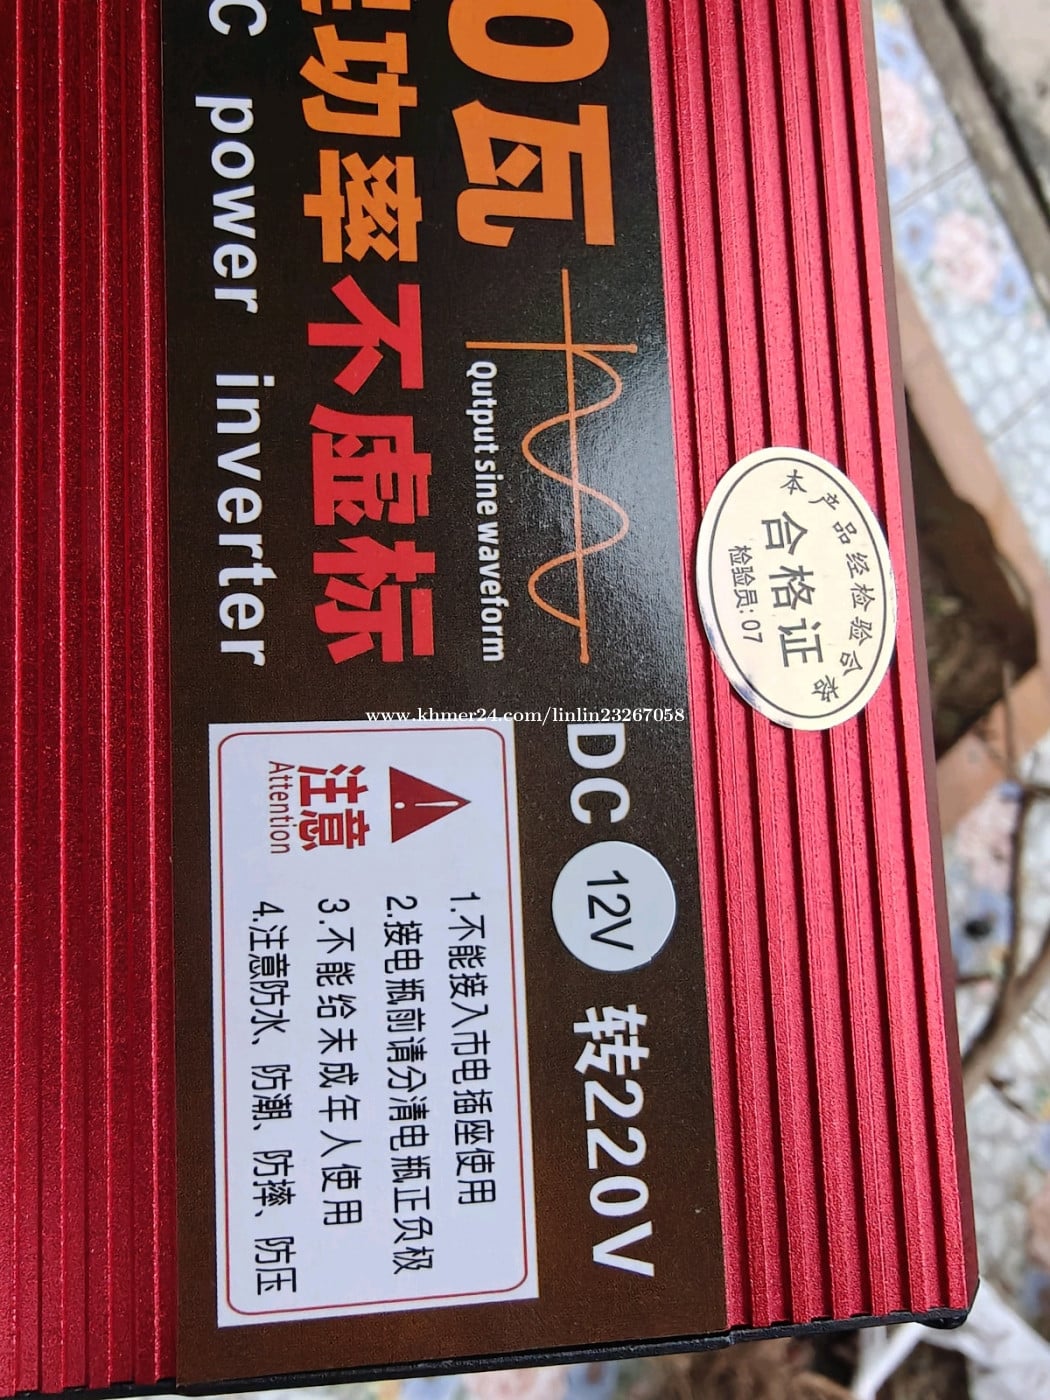 0瓦
功率不虚标
c power inverter
Qutput sine waveform
DC 12V 转220V
注意
Attention
1.不能接入市电插座使用
2.接电瓶前请分清电瓶正负极
3.不能给未成年人使用
4.注意防水、防潮、防摔、防压
本产品经检验合格
合格证
检验员:07
www.khmer24.com/linlin23267058